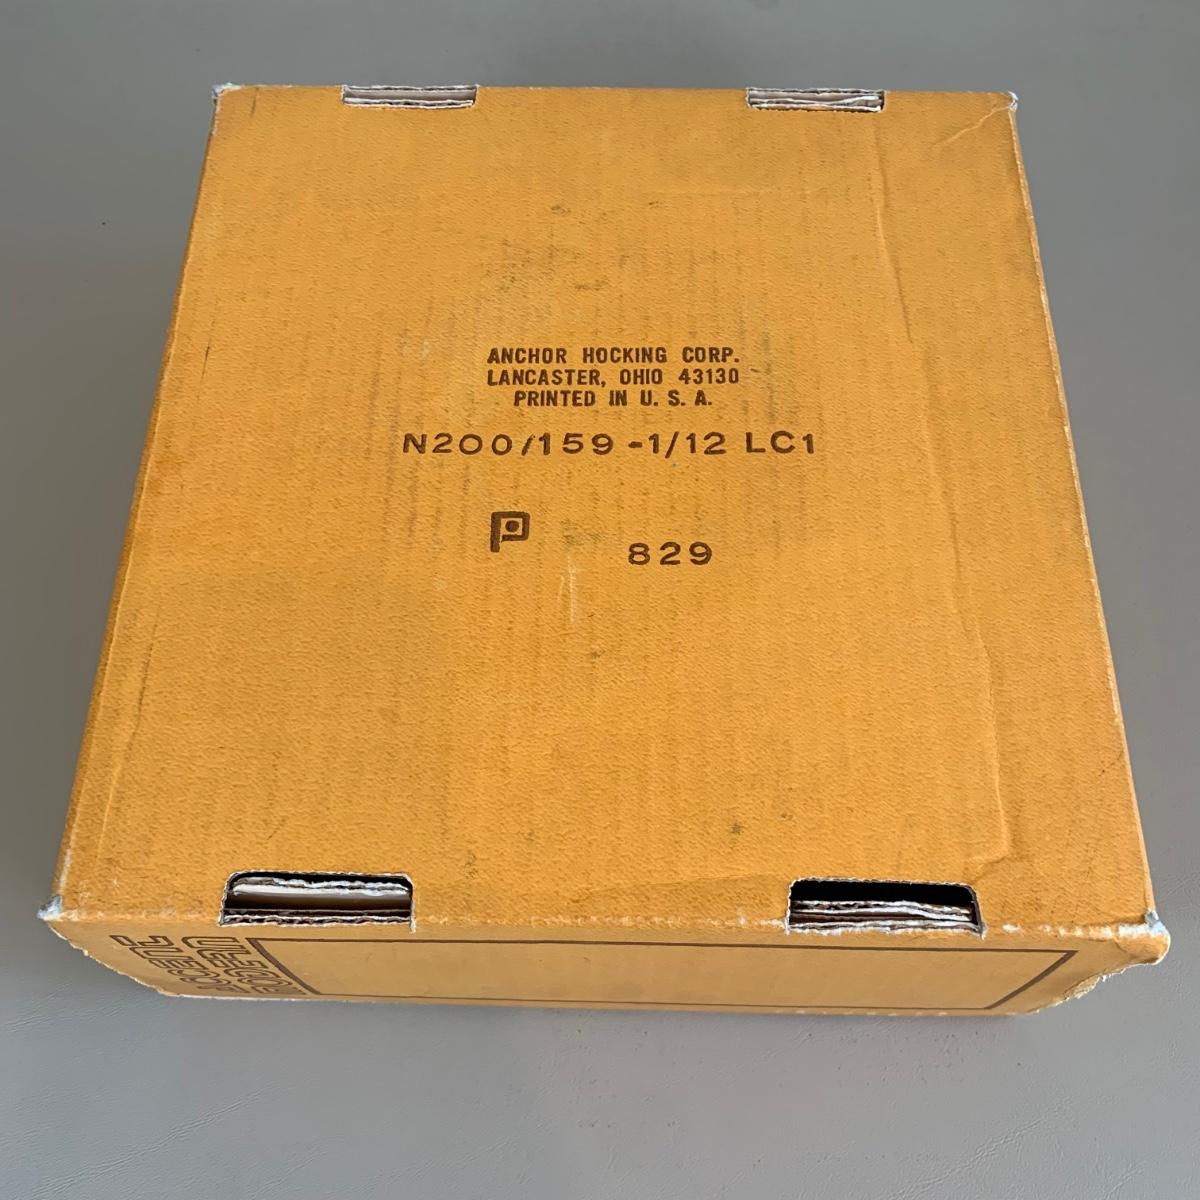 ANCHOR HOCKING CORP.
LANCASTER, OHIO 43130
PRINTED IN U. S. A.
N200/159-1/12 LC1
P
829